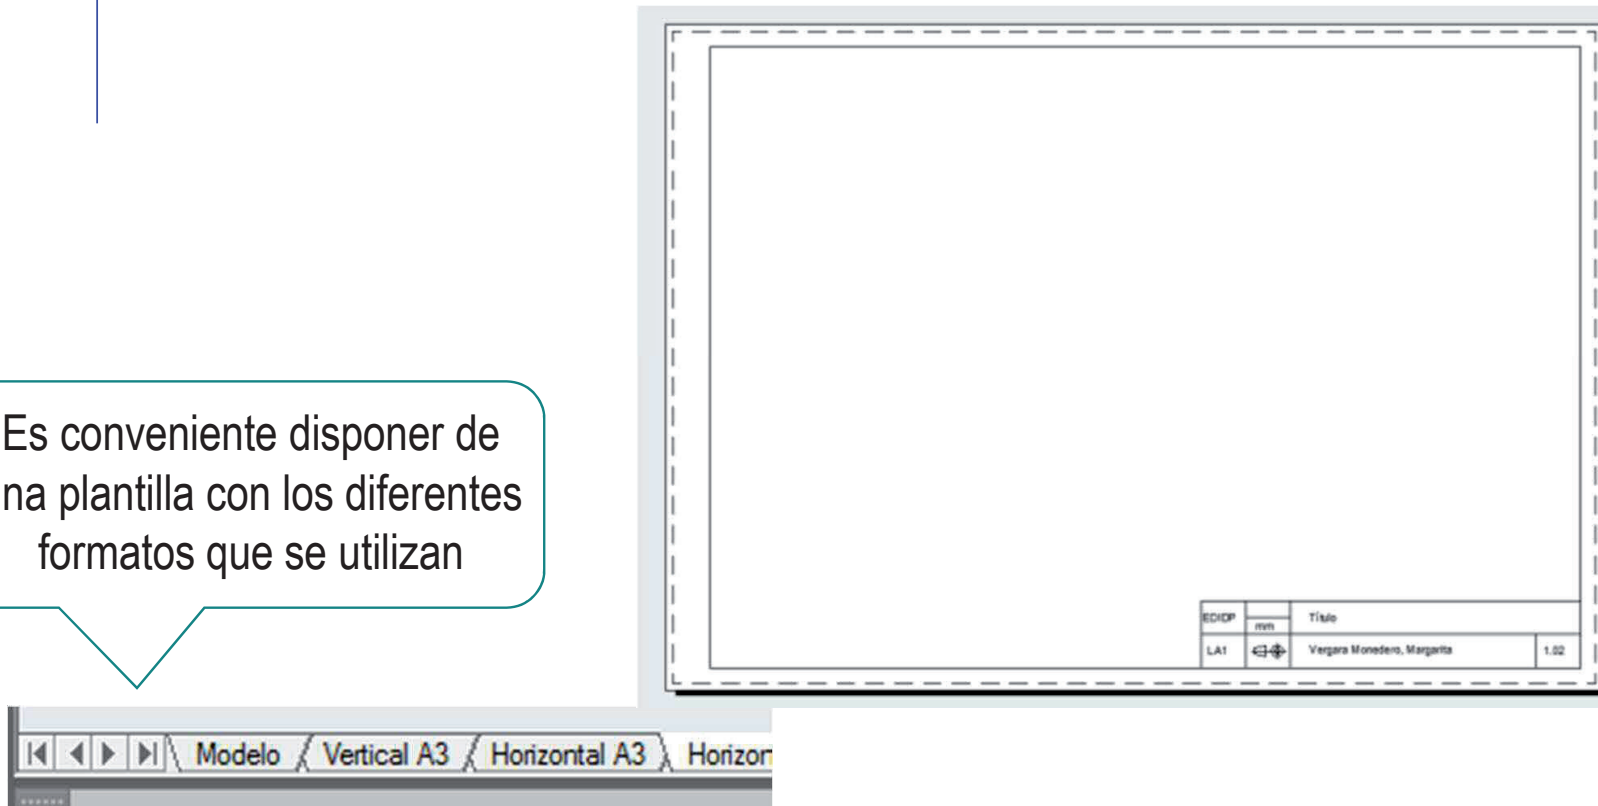 Es conveniente disponer de
na plantilla con los diferentes
formatos que se utilizan
EDIDP
mm
Título
LA1
Vergara Monedero, Margarita
1.02
Modelo
Vertical A3
Horizontal A3
Horizon